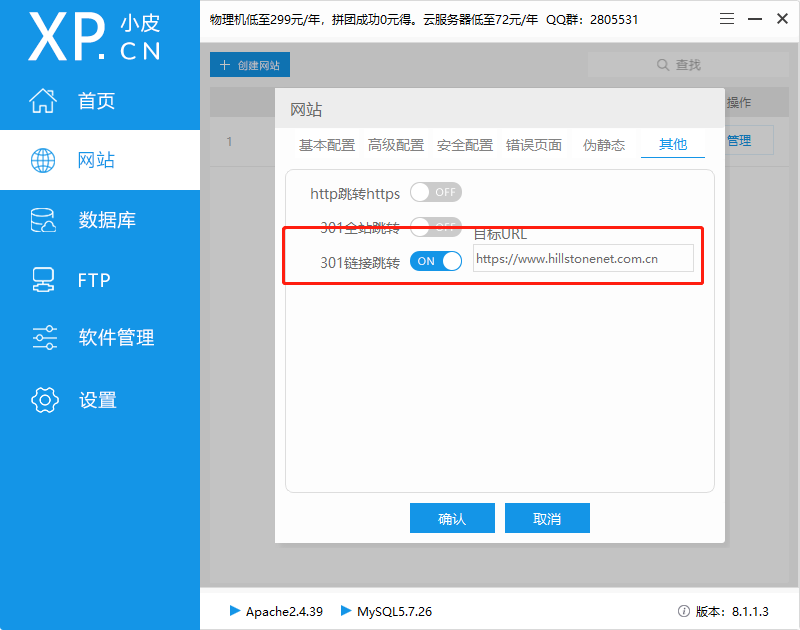 物理机低至299元/年，拼团成功0元得。云服务器低至72元/年 QQ群：2805531
XP.小皮
CN
首页
网站
数据库
FTP
软件管理
设置
创建网站
查找
操作
1
管理
网站
基本配置 高级配置 安全配置 错误页面 伪静态 其他
http跳转https OFF
301全站跳转 OFF
目标URL
301链接跳转 ON https://www.hillstonenet.com.cn
确认 取消
Apache2.4.39 MySQL5.7.26 版本：8.1.1.3